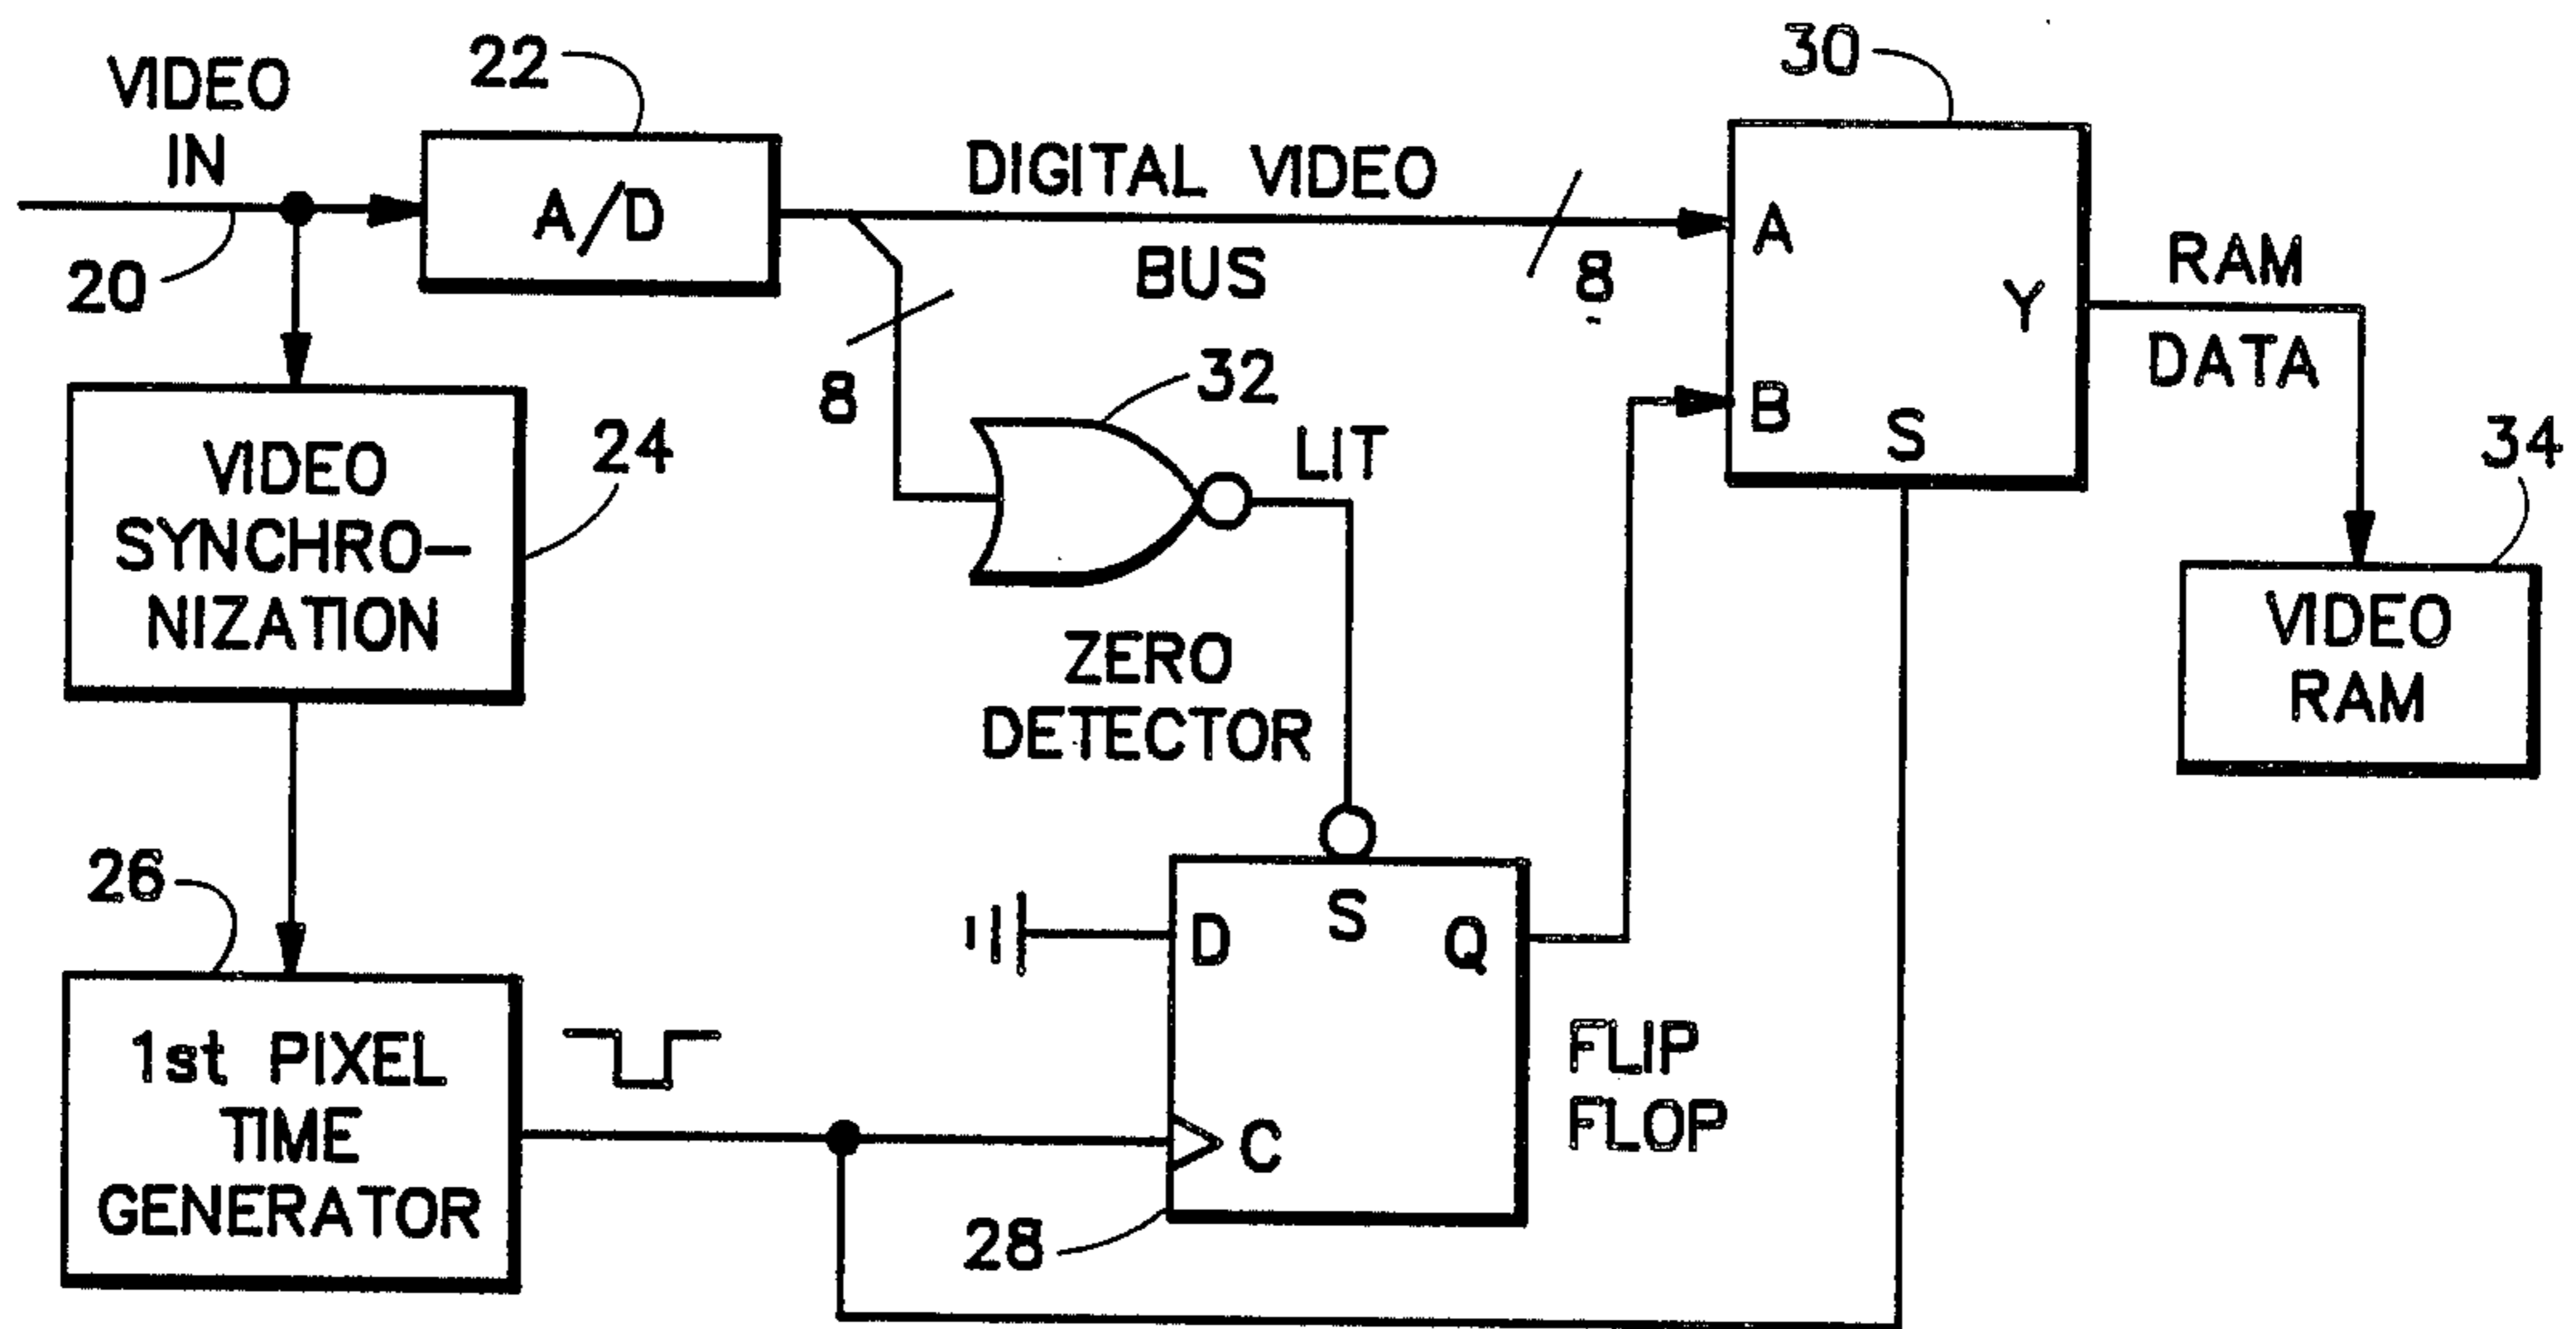 VIDEO
IN
20
22
A/D
DIGITAL VIDEO
BUS
8
8
30
A
B
S
Y
RAM
DATA
34
VIDEO
RAM
VIDEO
SYNCHRO-
NIZATION
24
32
LIT
ZERO
DETECTOR
26
1st PIXEL
TIME
GENERATOR
D
S
Q
C
28
FLIP
FLOP